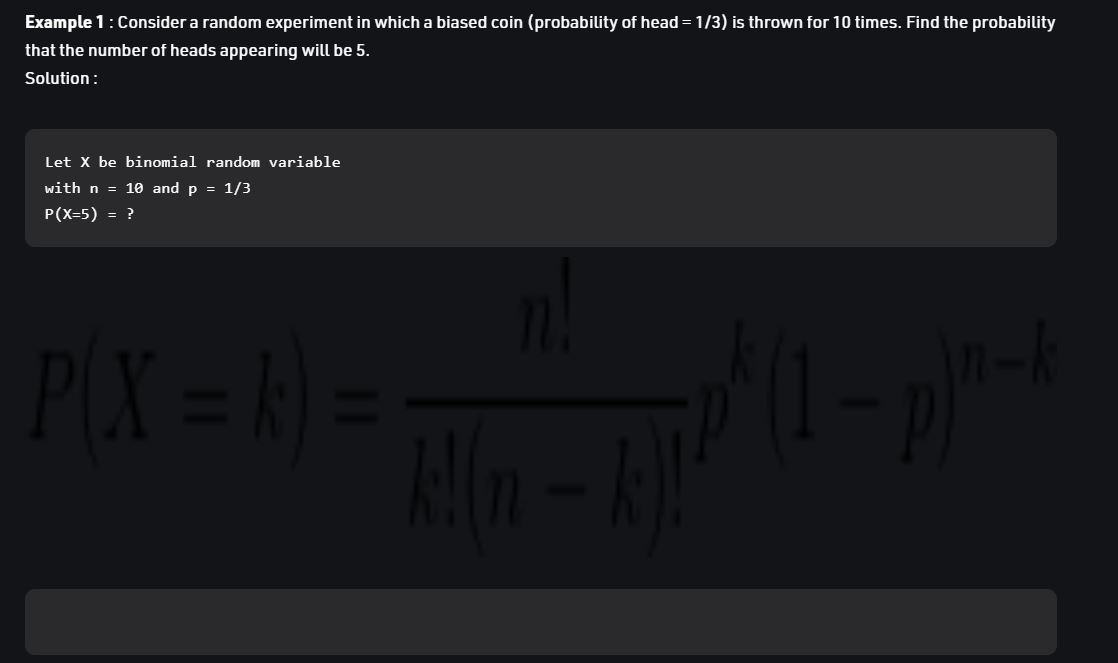 Example 1 : Consider a random experiment in which a biased coin (probability of head = 1/3) is thrown for 10 times. Find the probability
that the number of heads appearing will be 5.
Solution :
Let X be binomial random variable
with n = 10 and p = 1/3
P(X=5) = ?
P(X = k) = n! / k!(n − k)! p^k (1 − p)^n−k